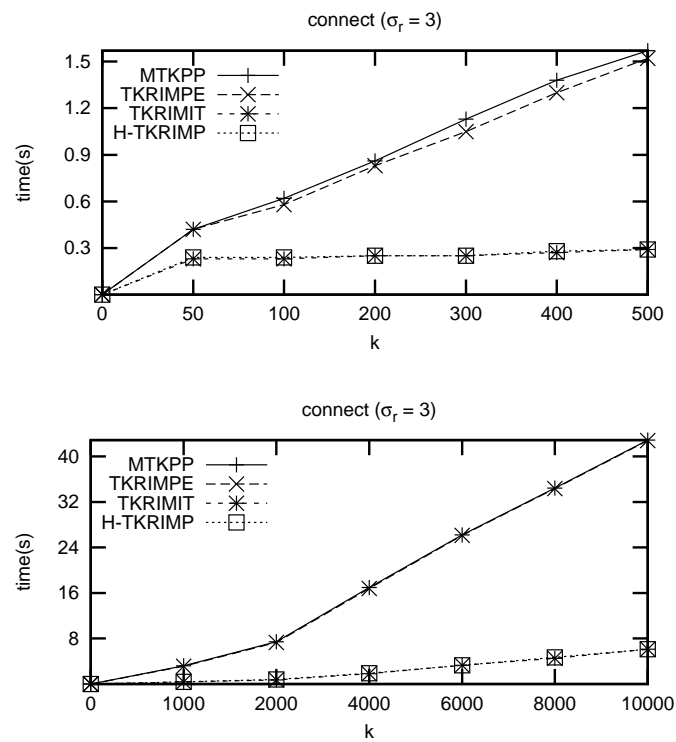 connect (σr = 3)
1.5
1.2
0.9
0.6
0.3
time(s)
MTKPP
TKRIMPE
TKRIMIT
H-TKRIMP
0 50 100 200 300 400 500
k
connect (σr = 3)
40
32
24
16
8
time(s)
MTKPP
TKRIMPE
TKRIMIT
H-TKRIMP
0 1000 2000 4000 6000 8000 10000
k